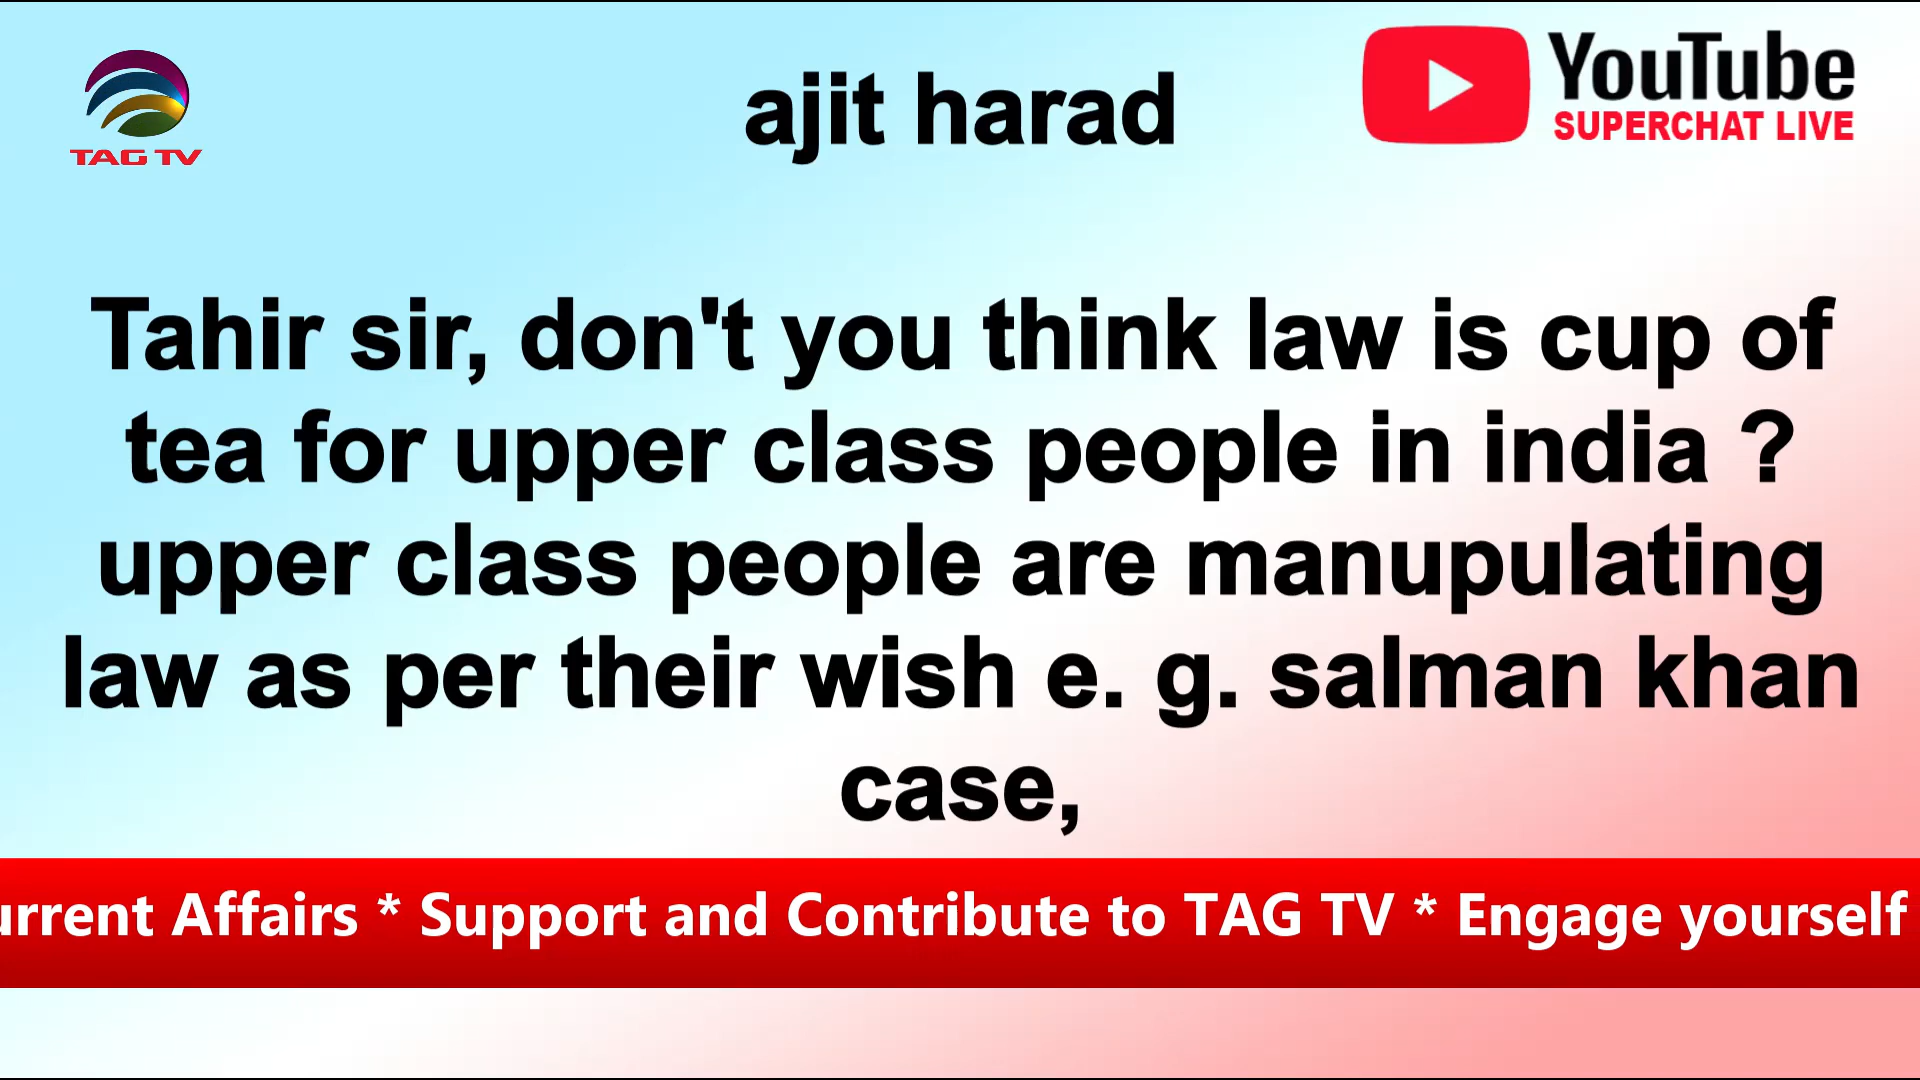 TAG TV
ajit harad
YouTube
SUPERCHAT LIVE
Tahir sir, don't you think law is cup of
tea for upper class people in india ?
upper class people are manupulating
law as per their wish e. g. salman khan
case,
urrent Affairs * Support and Contribute to TAG TV * Engage yourself